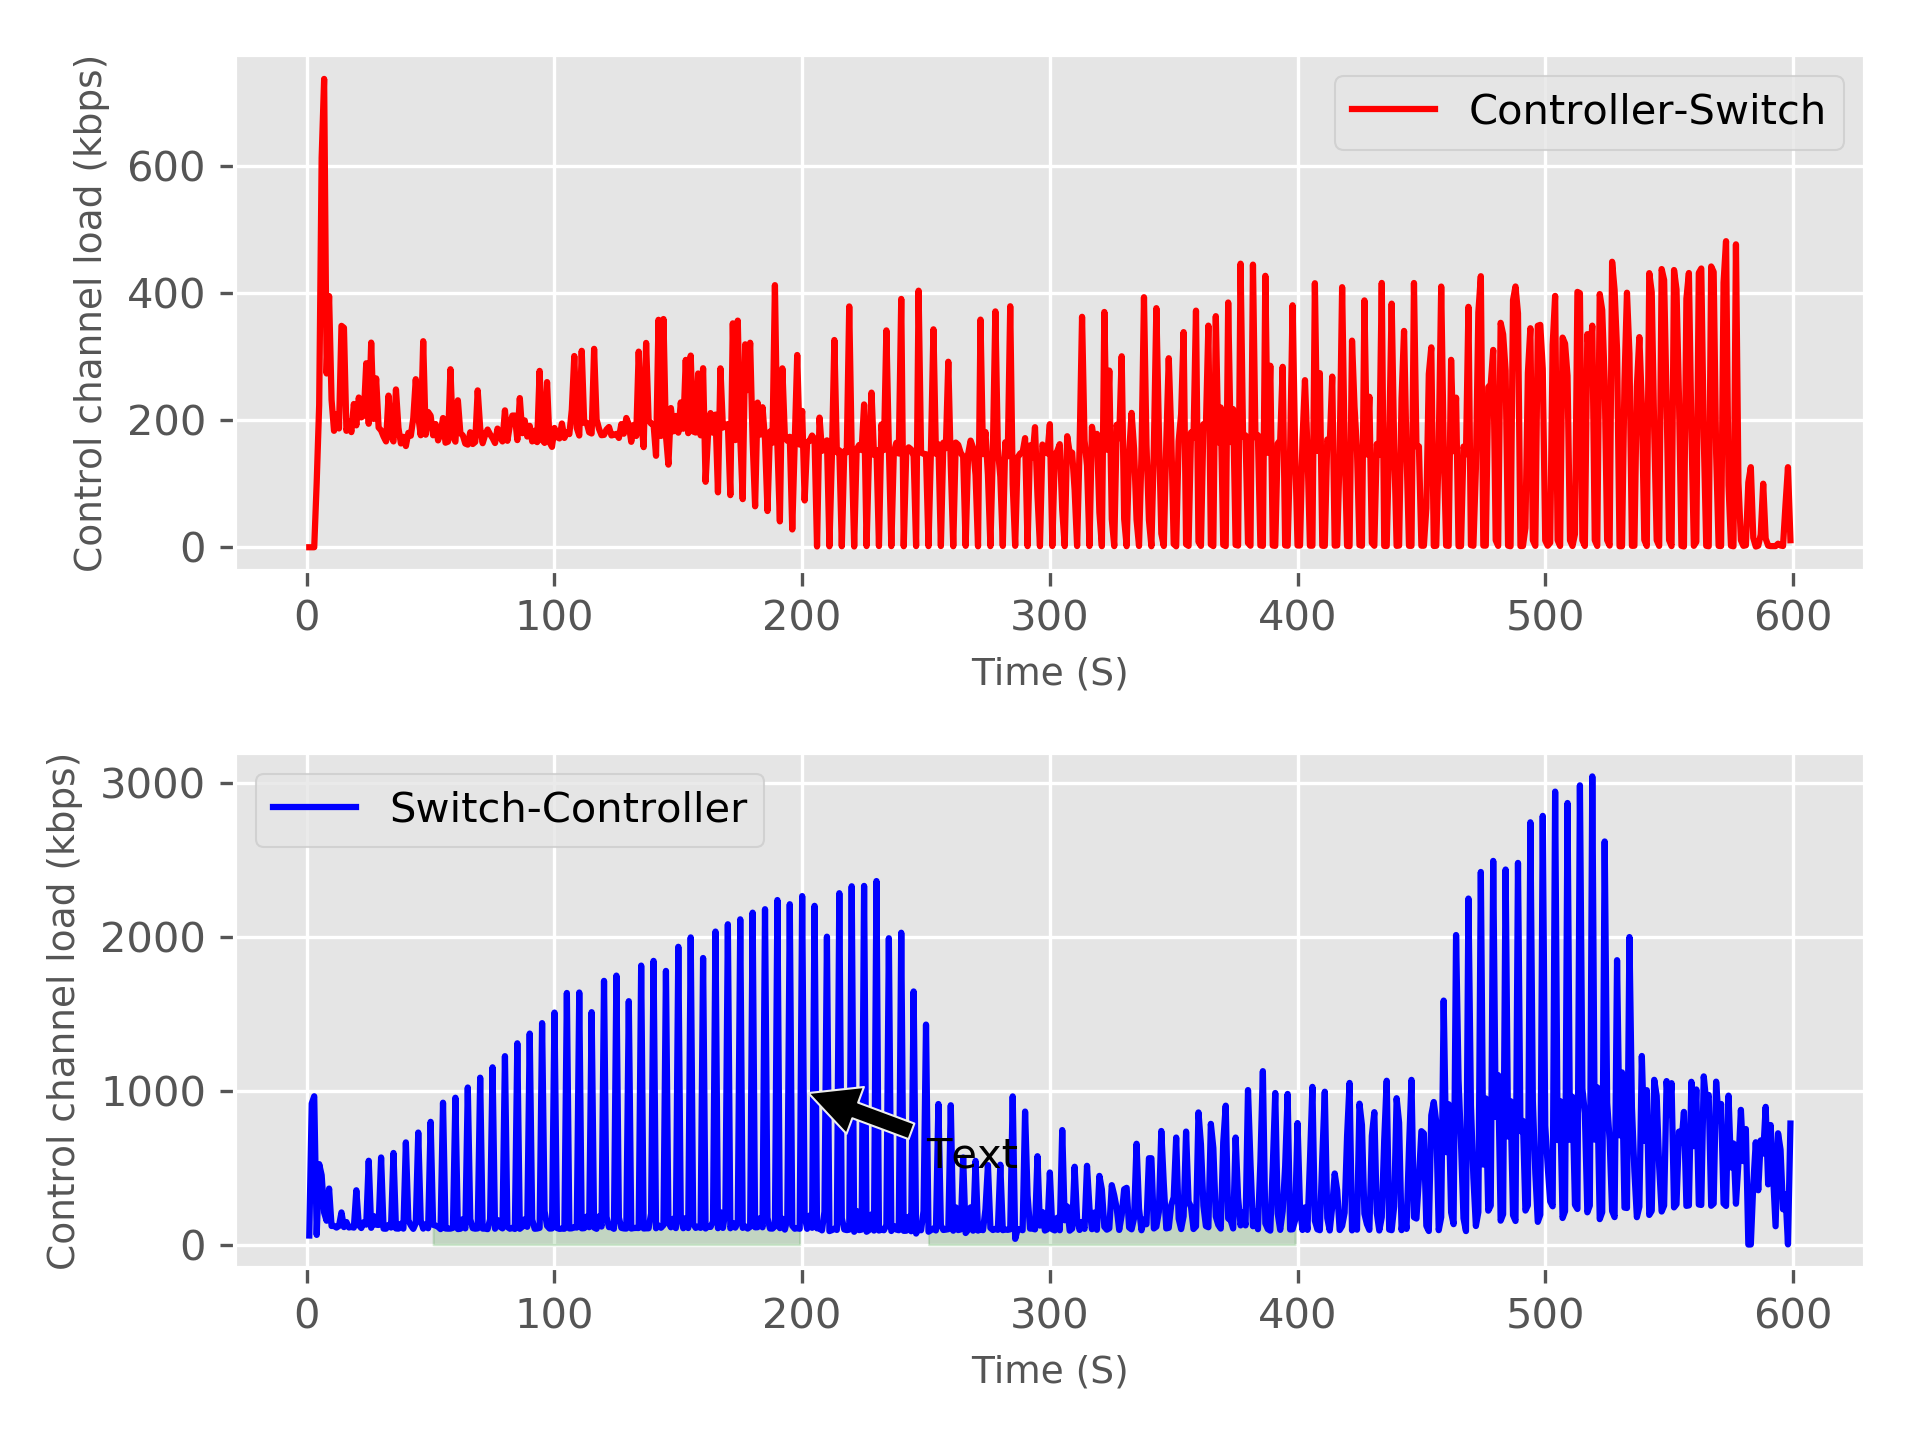 Control channel load (kbps)
600
400
200
0
Controller-Switch
0 100 200 300 400 500 600
Time (S)
Control channel load (kbps)
3000
2000
1000
0
Switch-Controller
Text
0 100 200 300 400 500 600
Time (S)